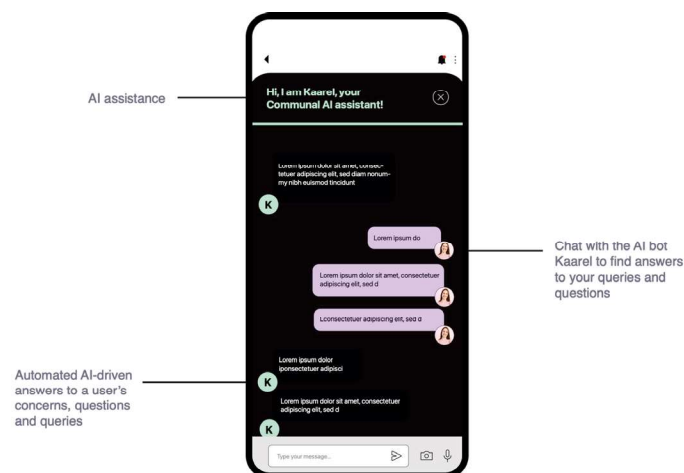 Hi, I am Kaarel, your
Communal AI assistant!
AI assistance
Lorem ipsum dolor sit amet, consec-
tetuer adipiscing elit, sed diam nonum-
my nibh euismod tincidunt
K
Lorem ipsum do
Lorem ipsum dolor sit amet, consectetuer
adipiscing elit, sed d
Lconsectetuer adipiscing elit, sed d
Chat with the AI bot
Kaarel to find answers
to your queries and
questions
Lorem ipsum dolor
iponsectetuer adipisci
K
Automated AI-driven
answers to a user's
concerns, questions
and queries
Lorem ipsum dolor sit amet, consectetuer
adipiscing elit, sed d
K
Type your message...